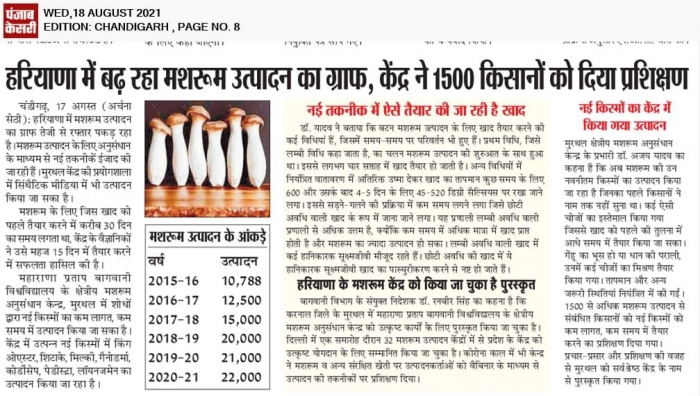 पंजाब केसरी
WED,18 AUGUST 2021
EDITION: CHANDIGARH , PAGE NO. 8
हरियाणा में बढ़ रहा मशरूम उत्पादन का ग्राफ, केंद्र ने 1500 किसानों को दिया प्रशिक्षण
चंडीगढ़, 17 अगस्त (अर्चना
सेठी): हरियाणा में मशरूम उत्पादन
का ग्राफ तेजी से रफ्तार पकड़ रहा
है।मशरूम उत्पादन के लिए अनुसंधान
के माध्यम से नई तकनीकें ईजाद की
जा रही हैं।मुरथल केंद्र की प्रयोगशाला
में सिंथैटिक मीडिया में भी उत्पादन
किया जा सका है।
मशरूम के लिए जिस खाद को
पहले तैयार करने में करीब 30 दिन
का समय लगता था, केंद्र के वैज्ञानिकों
ने उसे महज 15 दिन में तैयार करने
में सफलता हासिल की है।
महाराणा प्रताप बागवानी
विश्वविद्यालय के क्षेत्रीय मशरूम
अनुसंधान केन्द्र, मुरथल में शोधों
द्वारा नई किस्मों का कम लागत, कम
समय में उत्पादन किया जा सका है।
केंद्र में उत्पन्न नई किस्मों में किंग
ओएस्टर, शिटाके, मिल्की, गैनोडर्मा,
कोर्डीसेप, पेडीस्ट्रा, लॉयनजमेन का
उत्पादन किया जा रहा है।
मशरूम उत्पादन के आंकड़े
वर्ष उत्पादन
2015-16 10,788
2016-17 12,500
2017-18 15,000
2018-19 20,000
2019-20 21,000
2020-21 22,000
नई तकनीक में ऐसे तैयार की जा रही है खाद
डॉ. यादव ने बताया कि बटन मशरूम उत्पादन के लिए खाद तैयार करने की
कई विधियां हैं, जिसमें समय-समय पर परिवर्तन भी हुए हैं। प्रथम विधि, जिसे
लम्बी विधि कहा जाता है, का चलन मशरूम उत्पादन की शुरुआत के साथ हुआ
था। इससे लगभग चार सप्ताह में खाद तैयार हो जाती है। अन्य विधियों में
नियंत्रित वातावरण में अतिरिक्त उष्मा देकर खाद का तापमान कुछ समय के लिए
600 और उसके बाद 4-5 दिन के लिए 45-520 डिग्री सैल्सियस पर रखा जाने
लगा। इससे सड़ने-गलने की प्रक्रिया में कम समय लगने लगा जिसे छोटी
अवधि वाली खाद के रूप में जाना जाने लगा। यह प्रणाली लम्बी अवधि वाली
प्रणाली से अधिक उत्तम है, क्योंकि कम समय में अधिक मात्रा में खाद प्राप्त
होती है और मशरूम का ज्यादा उत्पादन हो सका। लम्बी अवधि वाली खाद में
कई हानिकारक सूक्ष्मजीवी मौजूद रहते हैं। छोटी अवधि की खाद में ये
हानिकारक सूक्ष्मजीवी खाद का पास्चुरीकरण करने से नष्ट हो जाते हैं।
हरियाणा के मशरूम केंद्र को किया जा चुका है पुरस्कृत
बागवानी विभाग के संयुक्त निदेशक डॉ. रनबीर सिंह का कहना है कि
करनाल जिले के मुरथल में महाराणा प्रताप बागवानी विश्वविद्यालय के क्षेत्रीय
मशरूम अनुसंधान केन्द्र को उत्कृष्ट कार्यों के लिए पुरस्कृत किया जा चुका है।
दिल्ली में एक समारोह दौरान 32 मशरूम उत्पादन केंद्रों में से प्रदेश के केंद्र को
उत्कृष्ट योगदान के लिए सम्मानित किया जा चुका है। कोरोना काल में भी केन्द्र
ने मशरूम व अन्य संरक्षित खेती पर उत्पादनकर्ताओं को वैबिनार के माध्यम से
उत्पादन की तकनीकों पर प्रशिक्षण दिया।
नई किस्मों का केंद्र में
किया गया उत्पादन
मुरथल क्षेत्रीय मशरूम अनुसंधान
केन्द्र के प्रभारी डॉ. अजय यादव का
कहना है कि अब मशरूम की उन
नवनीतम किस्मों का उत्पादन किया
जा रहा है जिनका पहले किसानों ने
नाम तक नहीं सुना था। कई ऐसी
चीजों का इस्तेमाल किया गया
जिससे खाद को पहले की तुलना में
आधे समय में तैयार किया जा सका।
गेंहू का भूसा हो या धान की पराली,
उनमें कई चीजों का मिश्रण तैयार
किया गया। तापमान और अन्य
जरूरी स्थितियां नियंत्रित में की गईं।
1500 से अधिक मशरूम उत्पादन से
संबंधित किसानों को नई किस्मों को
कम लागत, कम समय में तैयार
करने का प्रशिक्षण दिया गया।
प्रचार-प्रसार और प्रशिक्षण की वजह
से मुरथल को सर्वश्रेष्ठ केंद्र के नाम
से पुरस्कृत किया गया।